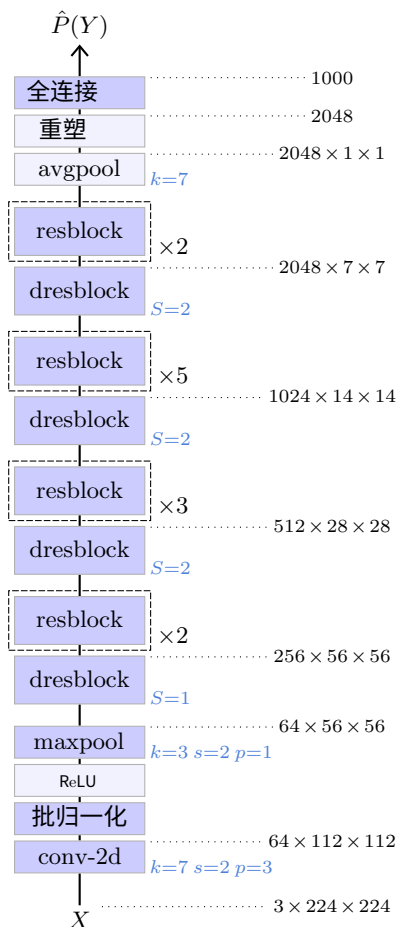 P̂(Y)
全连接 1000
重塑 2048
avgpool 2048 × 1 × 1
k=7
resblock
×2
dresblock 2048 × 7 × 7
S=2
resblock
×5
dresblock 1024 × 14 × 14
S=2
resblock
×3
dresblock 512 × 28 × 28
S=2
resblock
×2
dresblock 256 × 56 × 56
S=1
maxpool 64 × 56 × 56
k=3 s=2 p=1
ReLU
批归一化
conv-2d 64 × 112 × 112
k=7 s=2 p=3
X 3 × 224 × 224